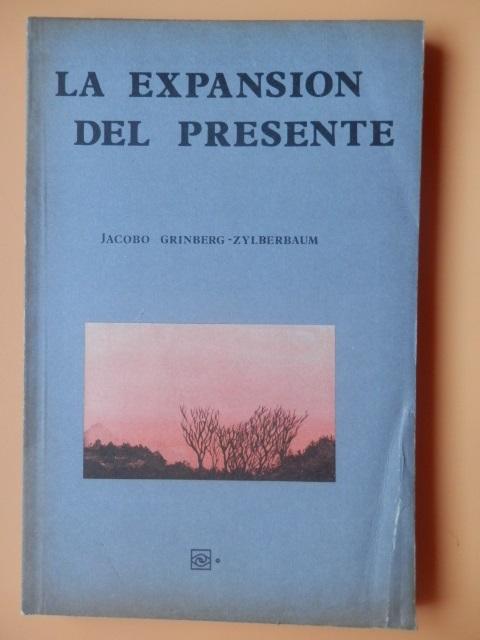 LA EXPANSION
DEL PRESENTE
JACOBO GRINBERG-ZYLBERBAUM